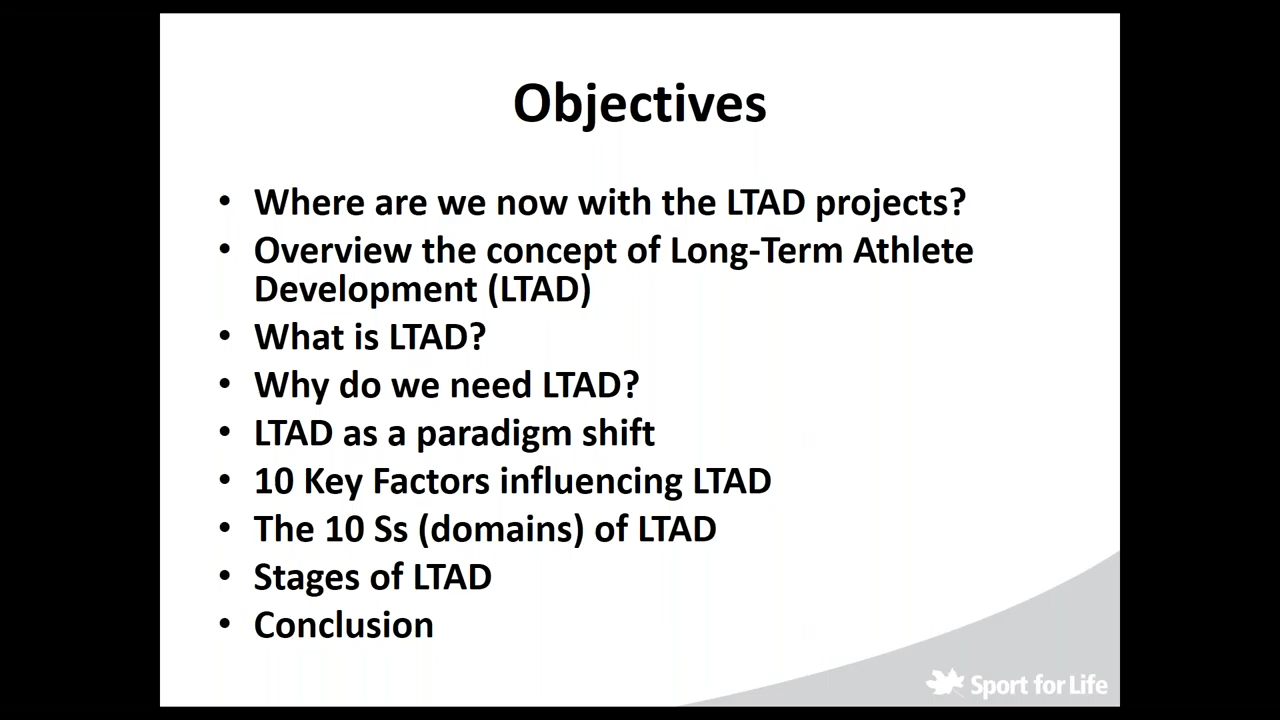 Objectives
• Where are we now with the LTAD projects?
• Overview the concept of Long-Term Athlete
Development (LTAD)
• What is LTAD?
• Why do we need LTAD?
• LTAD as a paradigm shift
• 10 Key Factors influencing LTAD
• The 10 Ss (domains) of LTAD
• Stages of LTAD
• Conclusion
Sport for Life